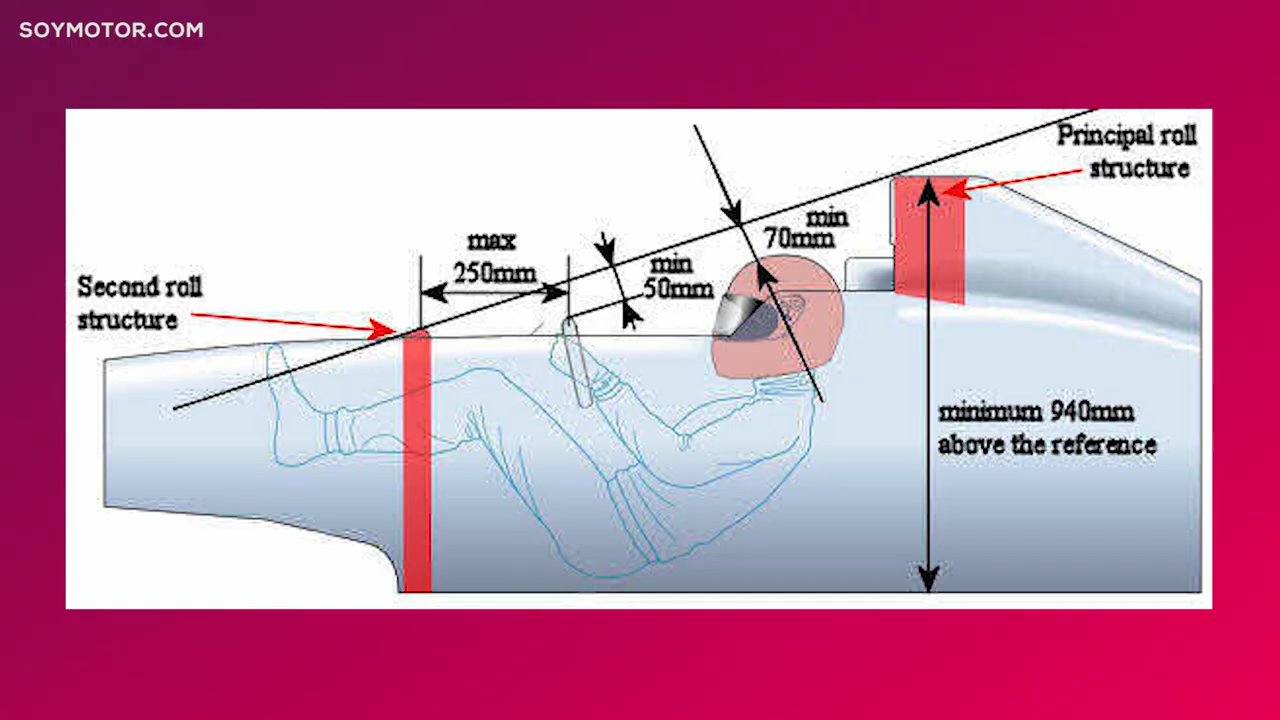 SOYMOTOR.COM
Principal roll
structure
min
70mm
max
250mm
min
50mm
Second roll
structure
minimum 940mm
above the reference